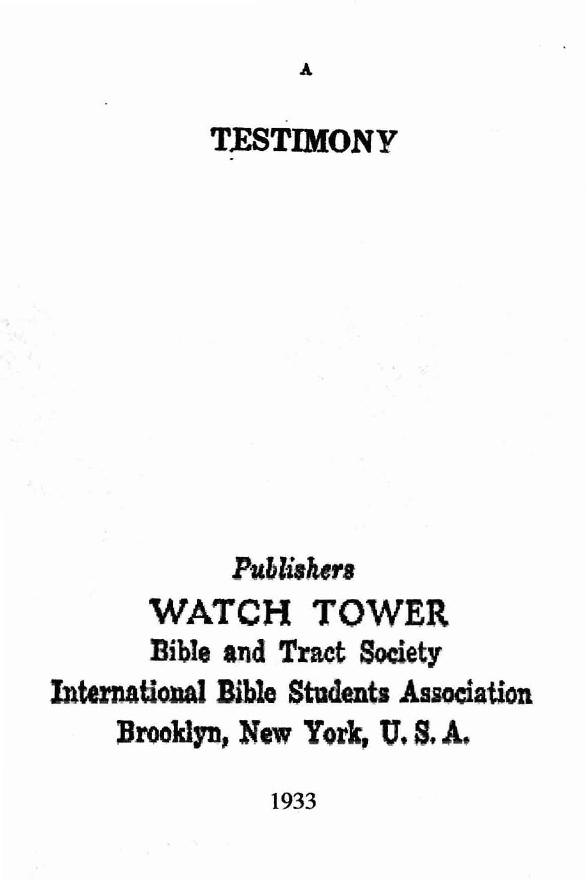 A
TESTIMONY
Publishers
WATCH TOWER
Bible and Tract Society
International Bible Students Association
Brooklyn, New York, U. S. A.
1933